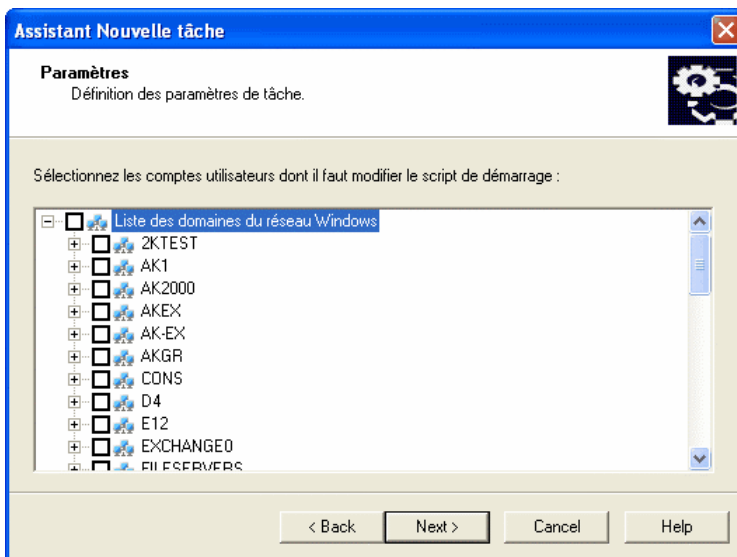 Assistant Nouvelle tâche
Paramètres
Définition des paramètres de tâche.
Sélectionnez les comptes utilisateurs dont il faut modifier le script de démarrage :
Liste des domaines du réseau Windows
2KTEST
AK1
AK2000
AKEX
AK-EX
AKGR
CONS
D4
E12
EXCHANGE0
FILESERVERS
< Back Next > Cancel Help